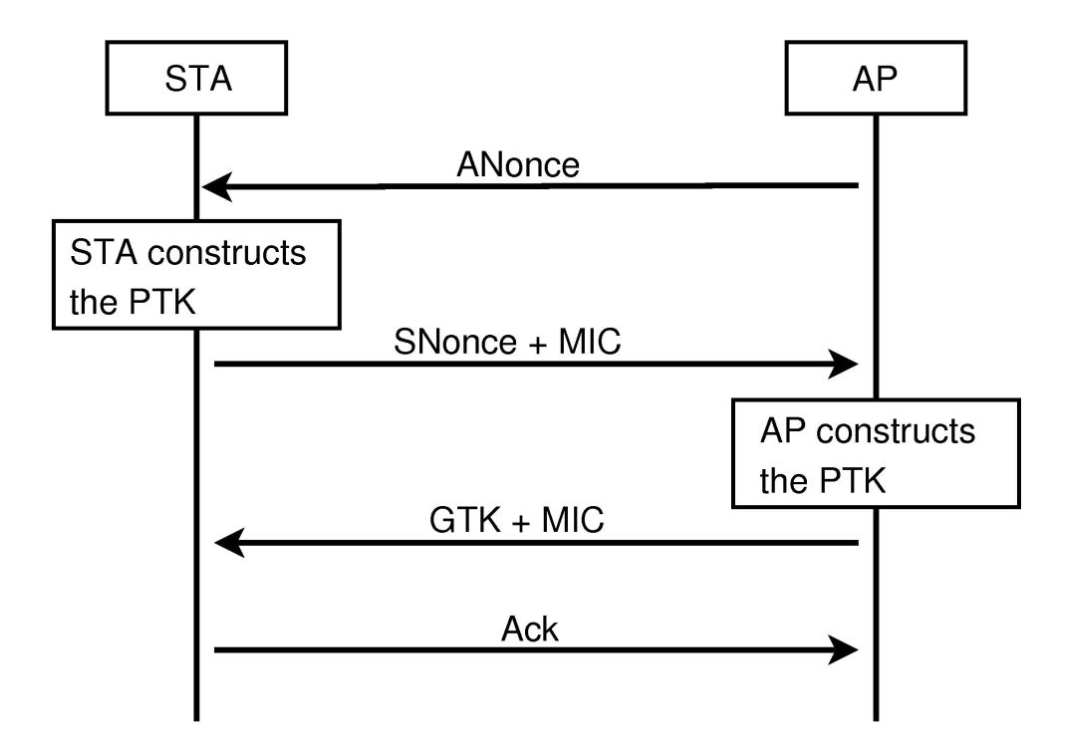 STA
AP
ANonce
STA constructs
the PTK
SNonce + MIC
AP constructs
the PTK
GTK + MIC
Ack